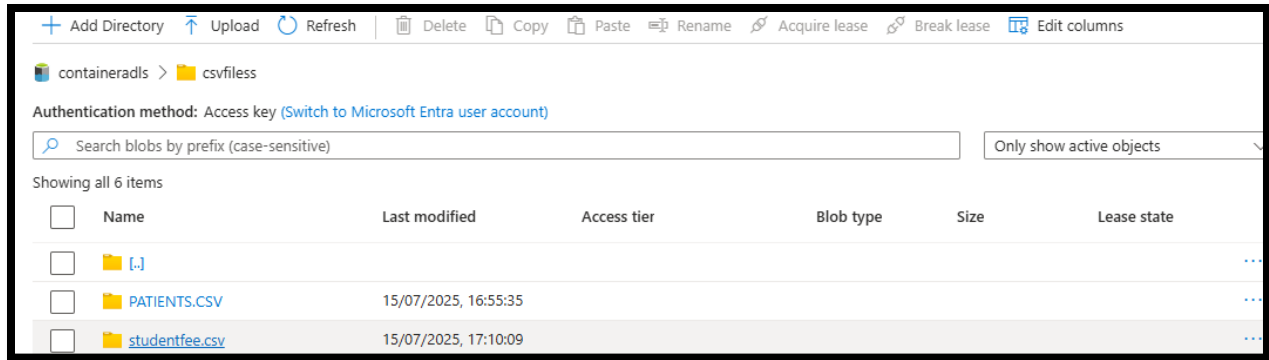 Add Directory Upload Refresh Delete Copy Paste Rename Acquire lease Break lease Edit columns
containeradls > csvfiless
Authentication method: Access key (Switch to Microsoft Entra user account)
Search blobs by prefix (case-sensitive) Only show active objects
Showing all 6 items
Name Last modified Access tier Blob type Size Lease state
[..]
PATIENTS.CSV 15/07/2025, 16:55:35
studentfee.csv 15/07/2025, 17:10:09